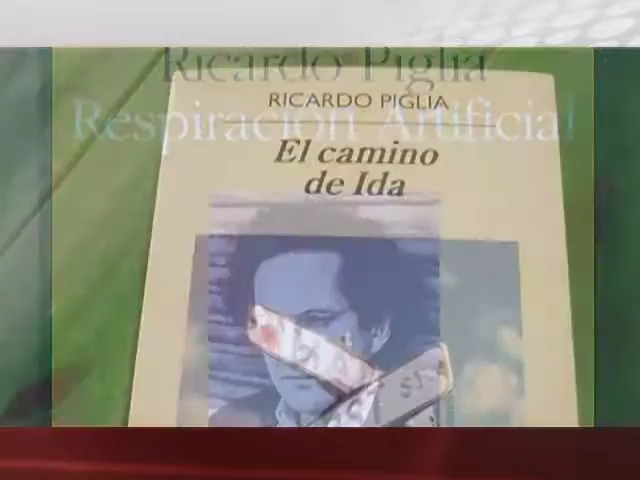 Ricardo Piglia
RICARDO PIGLIA
Respiración Artificial
El camino
de Ida